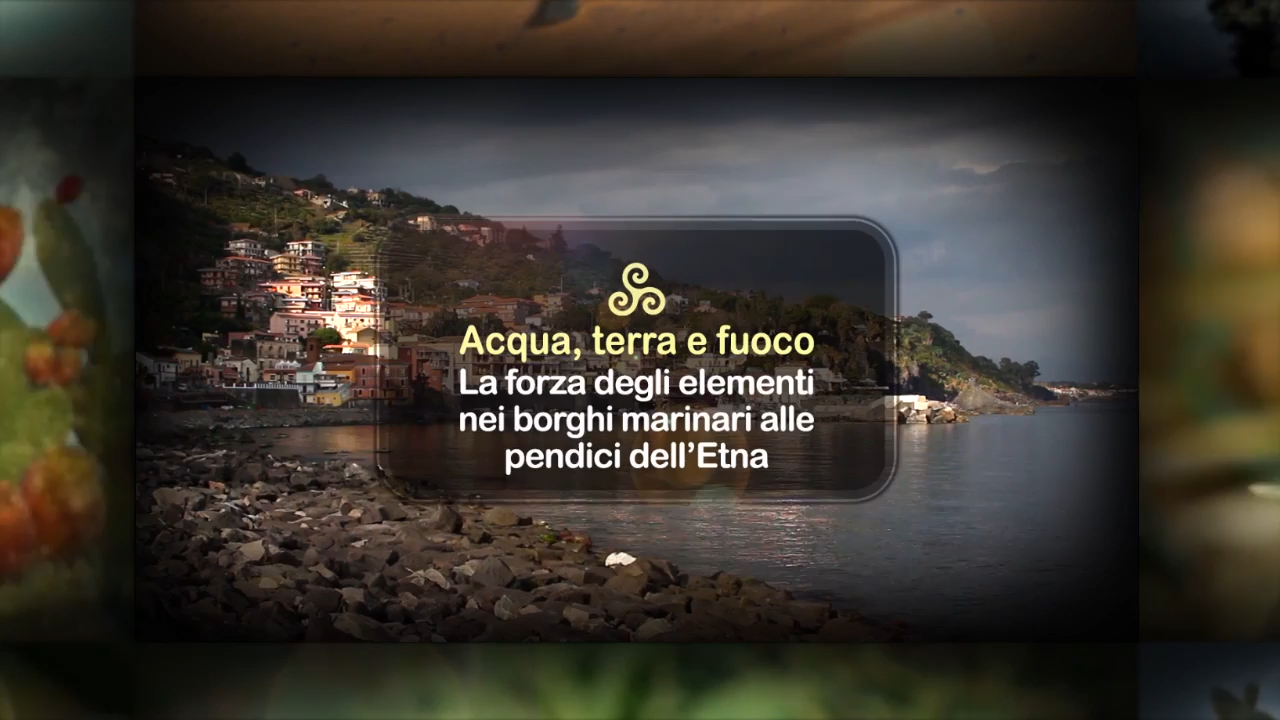 Acqua, terra e fuoco
La forza degli elementi
nei borghi marinari alle
pendici dell’Etna